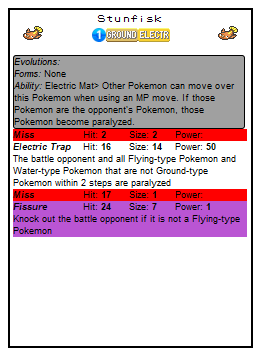 Stunfisk
1 GROUND ELECTR
Evolutions:
Forms: None
Ability: Electric Mat> Other Pokemon can move over
this Pokemon when using an MP move. If those
Pokemon are the opponent's Pokemon, those
Pokemon become paralyzed.
Miss Hit: 2 Size: 2 Power:
Electric Trap Hit: 16 Size: 14 Power: 50
The battle opponent and all Flying-type Pokemon and
Water-type Pokemon that are not Ground-type
Pokemon within 2 steps are paralyzed
Miss Hit: 17 Size: 1 Power:
Fissure Hit: 24 Size: 7 Power: 1
Knock out the battle opponent if it is not a Flying-type
Pokemon